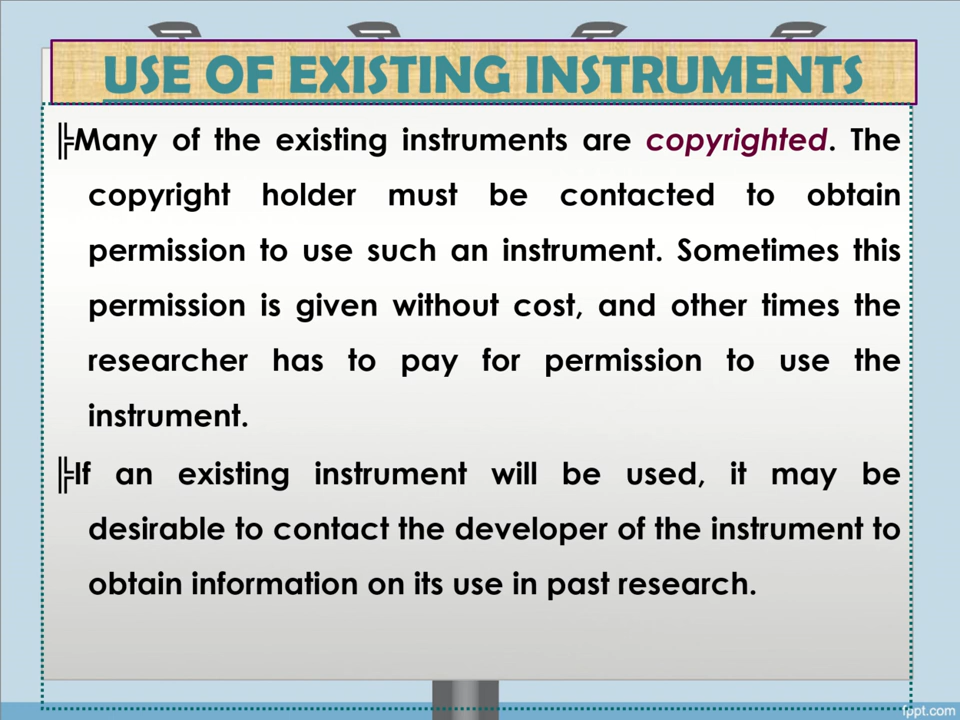 USE OF EXISTING INSTRUMENTS
╠Many of the existing instruments are copyrighted. The
copyright holder must be contacted to obtain
permission to use such an instrument. Sometimes this
permission is given without cost, and other times the
researcher has to pay for permission to use the
instrument.
╠If an existing instrument will be used, it may be
desirable to contact the developer of the instrument to
obtain information on its use in past research.
fppt.com